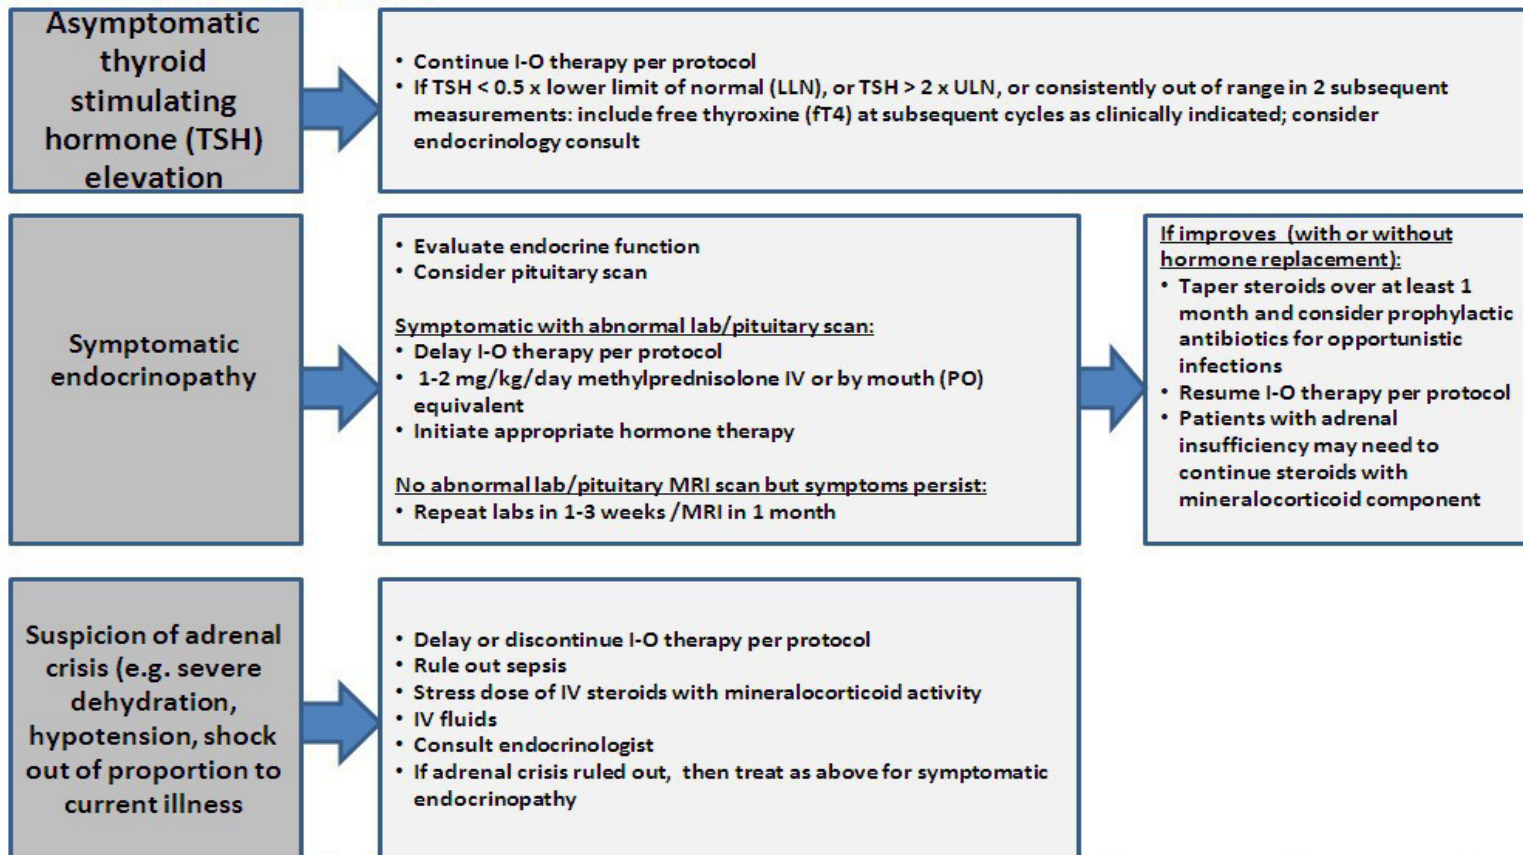 Asymptomatic
thyroid
stimulating
hormone (TSH)
elevation
• Continue I-O therapy per protocol
• If TSH < 0.5 x lower limit of normal (LLN), or TSH > 2 x ULN, or consistently out of range in 2 subsequent
measurements: include free thyroxine (fT4) at subsequent cycles as clinically indicated; consider
endocrinology consult
Symptomatic
endocrinopathy
• Evaluate endocrine function
• Consider pituitary scan
Symptomatic with abnormal lab/pituitary scan:
• Delay I-O therapy per protocol
• 1-2 mg/kg/day methylprednisolone IV or by mouth (PO)
equivalent
• Initiate appropriate hormone therapy
No abnormal lab/pituitary MRI scan but symptoms persist:
• Repeat labs in 1-3 weeks /MRI in 1 month
If improves (with or without
hormone replacement):
• Taper steroids over at least 1
month and consider prophylactic
antibiotics for opportunistic
infections
• Resume I-O therapy per protocol
• Patients with adrenal
insufficiency may need to
continue steroids with
mineralocorticoid component
Suspicion of adrenal
crisis (e.g. severe
dehydration,
hypotension, shock
out of proportion to
current illness
• Delay or discontinue I-O therapy per protocol
• Rule out sepsis
• Stress dose of IV steroids with mineralocorticoid activity
• IV fluids
• Consult endocrinologist
• If adrenal crisis ruled out, then treat as above for symptomatic
endocrinopathy